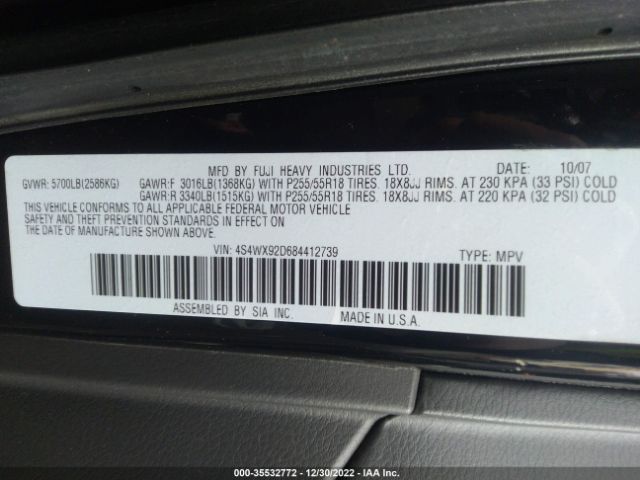 MFD BY FUJI HEAVY INDUSTRIES LTD. DATE: 10/07
GVWR: 5700LB(2586KG) GAWR:F 3016LB(1368KG) WITH P255/55R18 TIRES. 18X8JJ RIMS. AT 230 KPA (33 PSI) COLD
GAWR:R 3340LB(1515KG) WITH P255/55R18 TIRES. 18X8JJ RIMS. AT 220 KPA (32 PSI) COLD
THIS VEHICLE CONFORMS TO ALL APPLICABLE FEDERAL MOTOR VEHICLE
SAFETY AND THEFT PREVENTION STANDARDS IN EFFECT
ON THE DATE OF MANUFACTURE SHOWN ABOVE.
VIN: 4S4WX92D684412739 TYPE: MPV
ASSEMBLED BY SIA INC. MADE IN U.S.A.
000-35532772 - 12/30/2022 - IAA Inc.